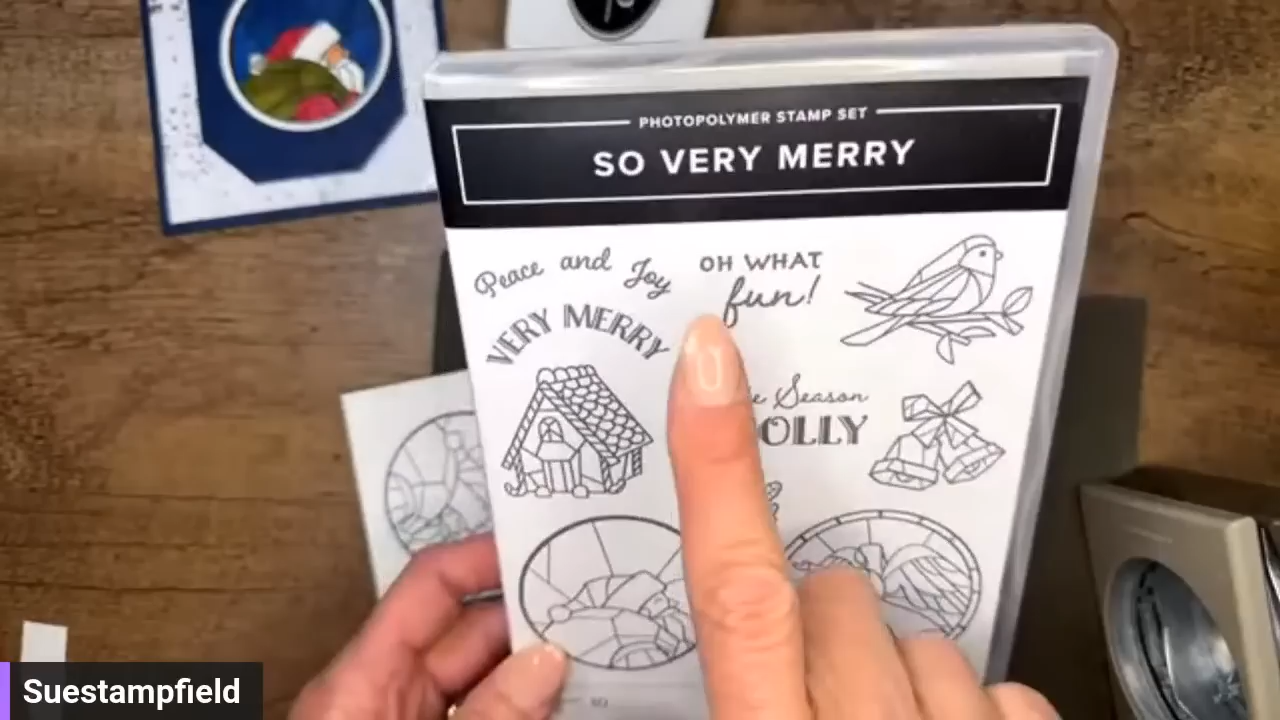 PHOTOPOLYMER STAMP SET
SO VERY MERRY
Peace and Joy
OH WHAT
fun!
VERY MERRY
Season
OLLY
Suestampfield